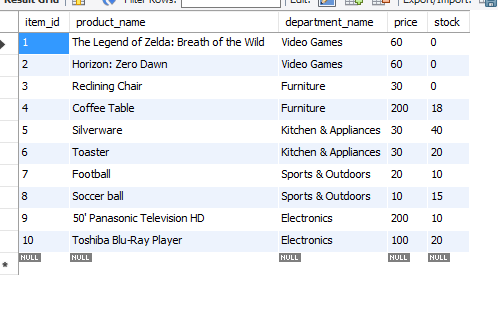 Result Grid Filter Rows: Edit: Export/Import:
item_id product_name department_name price stock
1 The Legend of Zelda: Breath of the Wild Video Games 60 0
2 Horizon: Zero Dawn Video Games 60 0
3 Reclining Chair Furniture 30 0
4 Coffee Table Furniture 200 18
5 Silverware Kitchen & Appliances 30 40
6 Toaster Kitchen & Appliances 30 20
7 Football Sports & Outdoors 20 10
8 Soccer ball Sports & Outdoors 10 15
9 50' Panasonic Television HD Electronics 200 10
10 Toshiba Blu-Ray Player Electronics 100 20
NULL NULL NULL NULL NULL